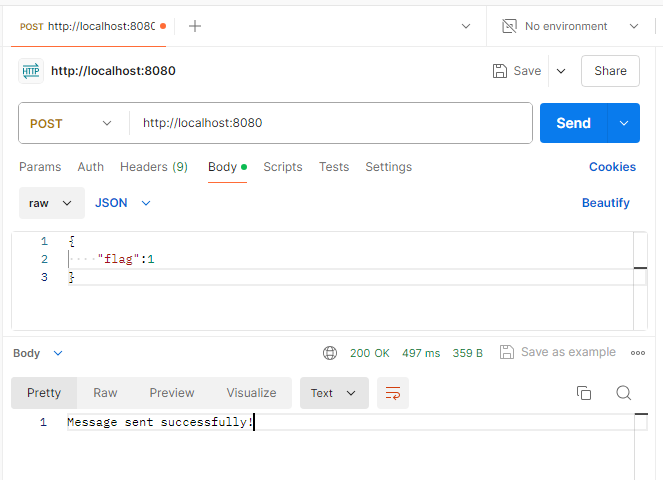 POST http://localhost:8080 No environment
HTTP http://localhost:8080 Save Share
POST http://localhost:8080 Send
Params Auth Headers (9) Body Scripts Tests Settings Cookies
raw JSON Beautify
1 {
2 "flag":1
3 }
Body 200 OK 497 ms 359 B Save as example
Pretty Raw Preview Visualize Text
1 Message sent successfully!